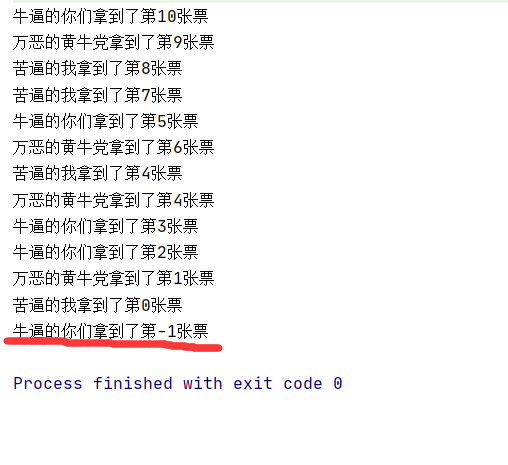 牛逼的你们拿到了第10张票
万恶的黄牛党拿到了第9张票
苦逼的我拿到了第8张票
苦逼的我拿到了第7张票
牛逼的你们拿到了第5张票
万恶的黄牛党拿到了第6张票
苦逼的我拿到了第4张票
万恶的黄牛党拿到了第4张票
牛逼的你们拿到了第3张票
牛逼的你们拿到了第2张票
万恶的黄牛党拿到了第1张票
苦逼的我拿到了第0张票
牛逼的你们拿到了第-1张票
Process finished with exit code 0